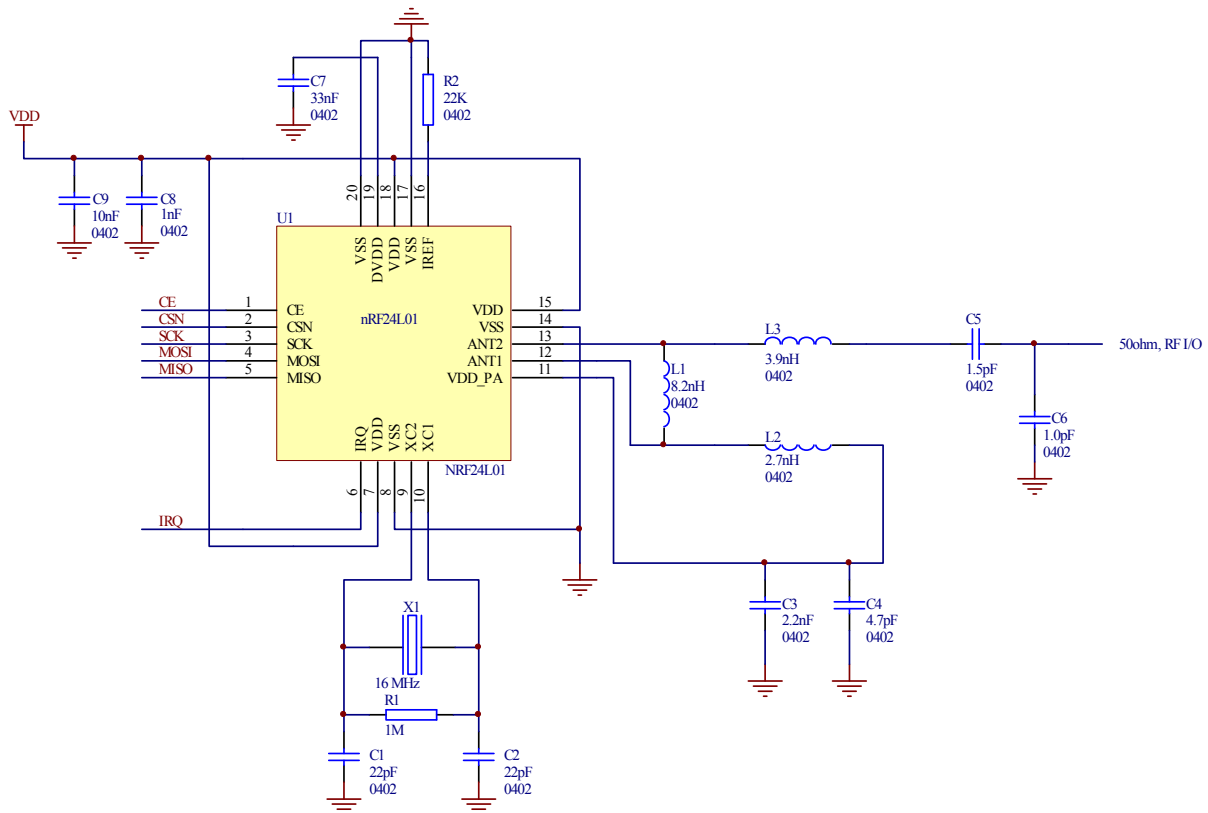 VDD
C9
10nF
0402
C8
1nF
0402
C7
33nF
0402
R2
22K
0402
20
19
18
17
16
U1
VSS
DVDD
VDD
VSS
IREF
nRF24L01
CE
1
CE
CSN
2
CSN
SCK
3
SCK
MOSI
4
MOSI
MISO
5
MISO
VDD
15
VSS
14
ANT2
13
ANT1
12
VDD_PA
11
IRQ
VDD
VSS
XC2
XC1
NRF24L01
6
7
8
9
10
IRQ
L3
3.9nH
0402
C5
1.5pF
0402
50ohm, RF I/O
L1
8.2nH
0402
L2
2.7nH
0402
C6
1.0pF
0402
C3
2.2nF
0402
C4
4.7pF
0402
X1
16 MHz
R1
1M
C1
22pF
0402
C2
22pF
0402